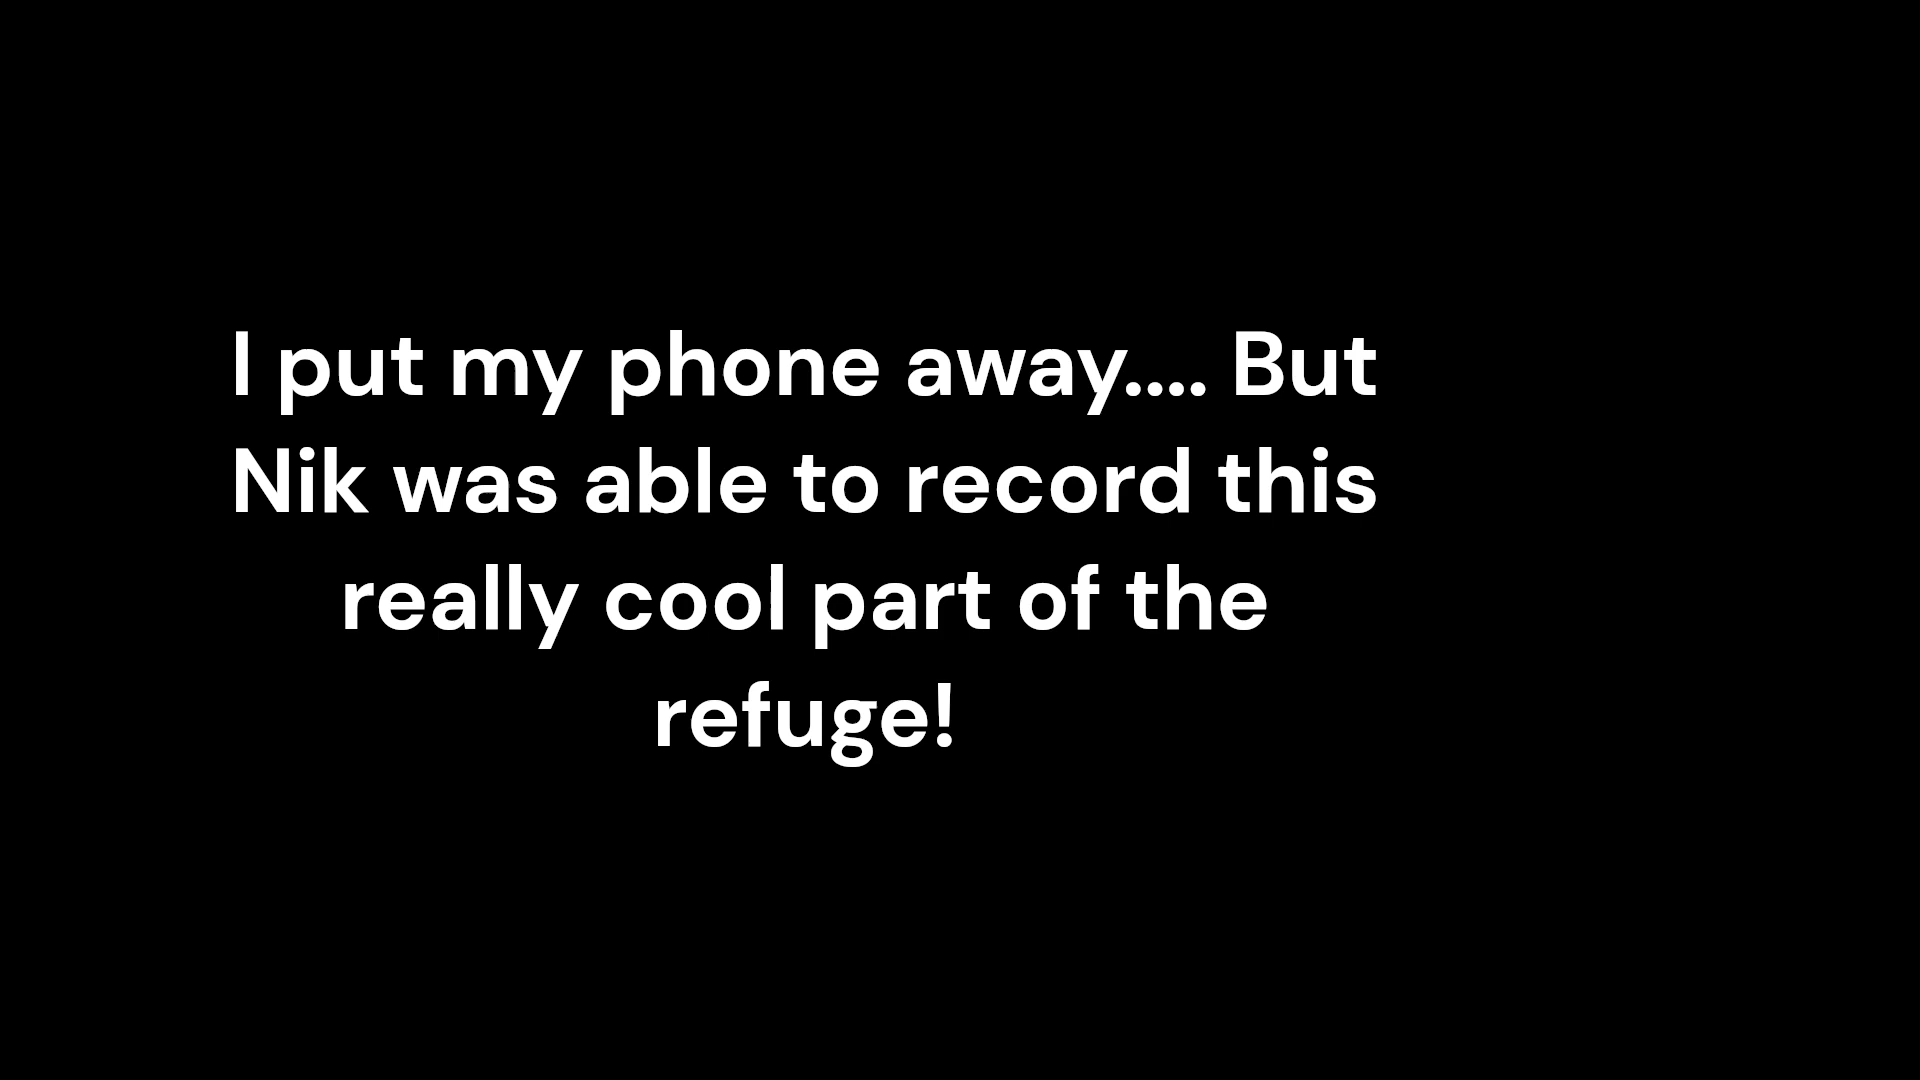 I put my phone away.... But
Nik was able to record this
really cool part of the
refuge!